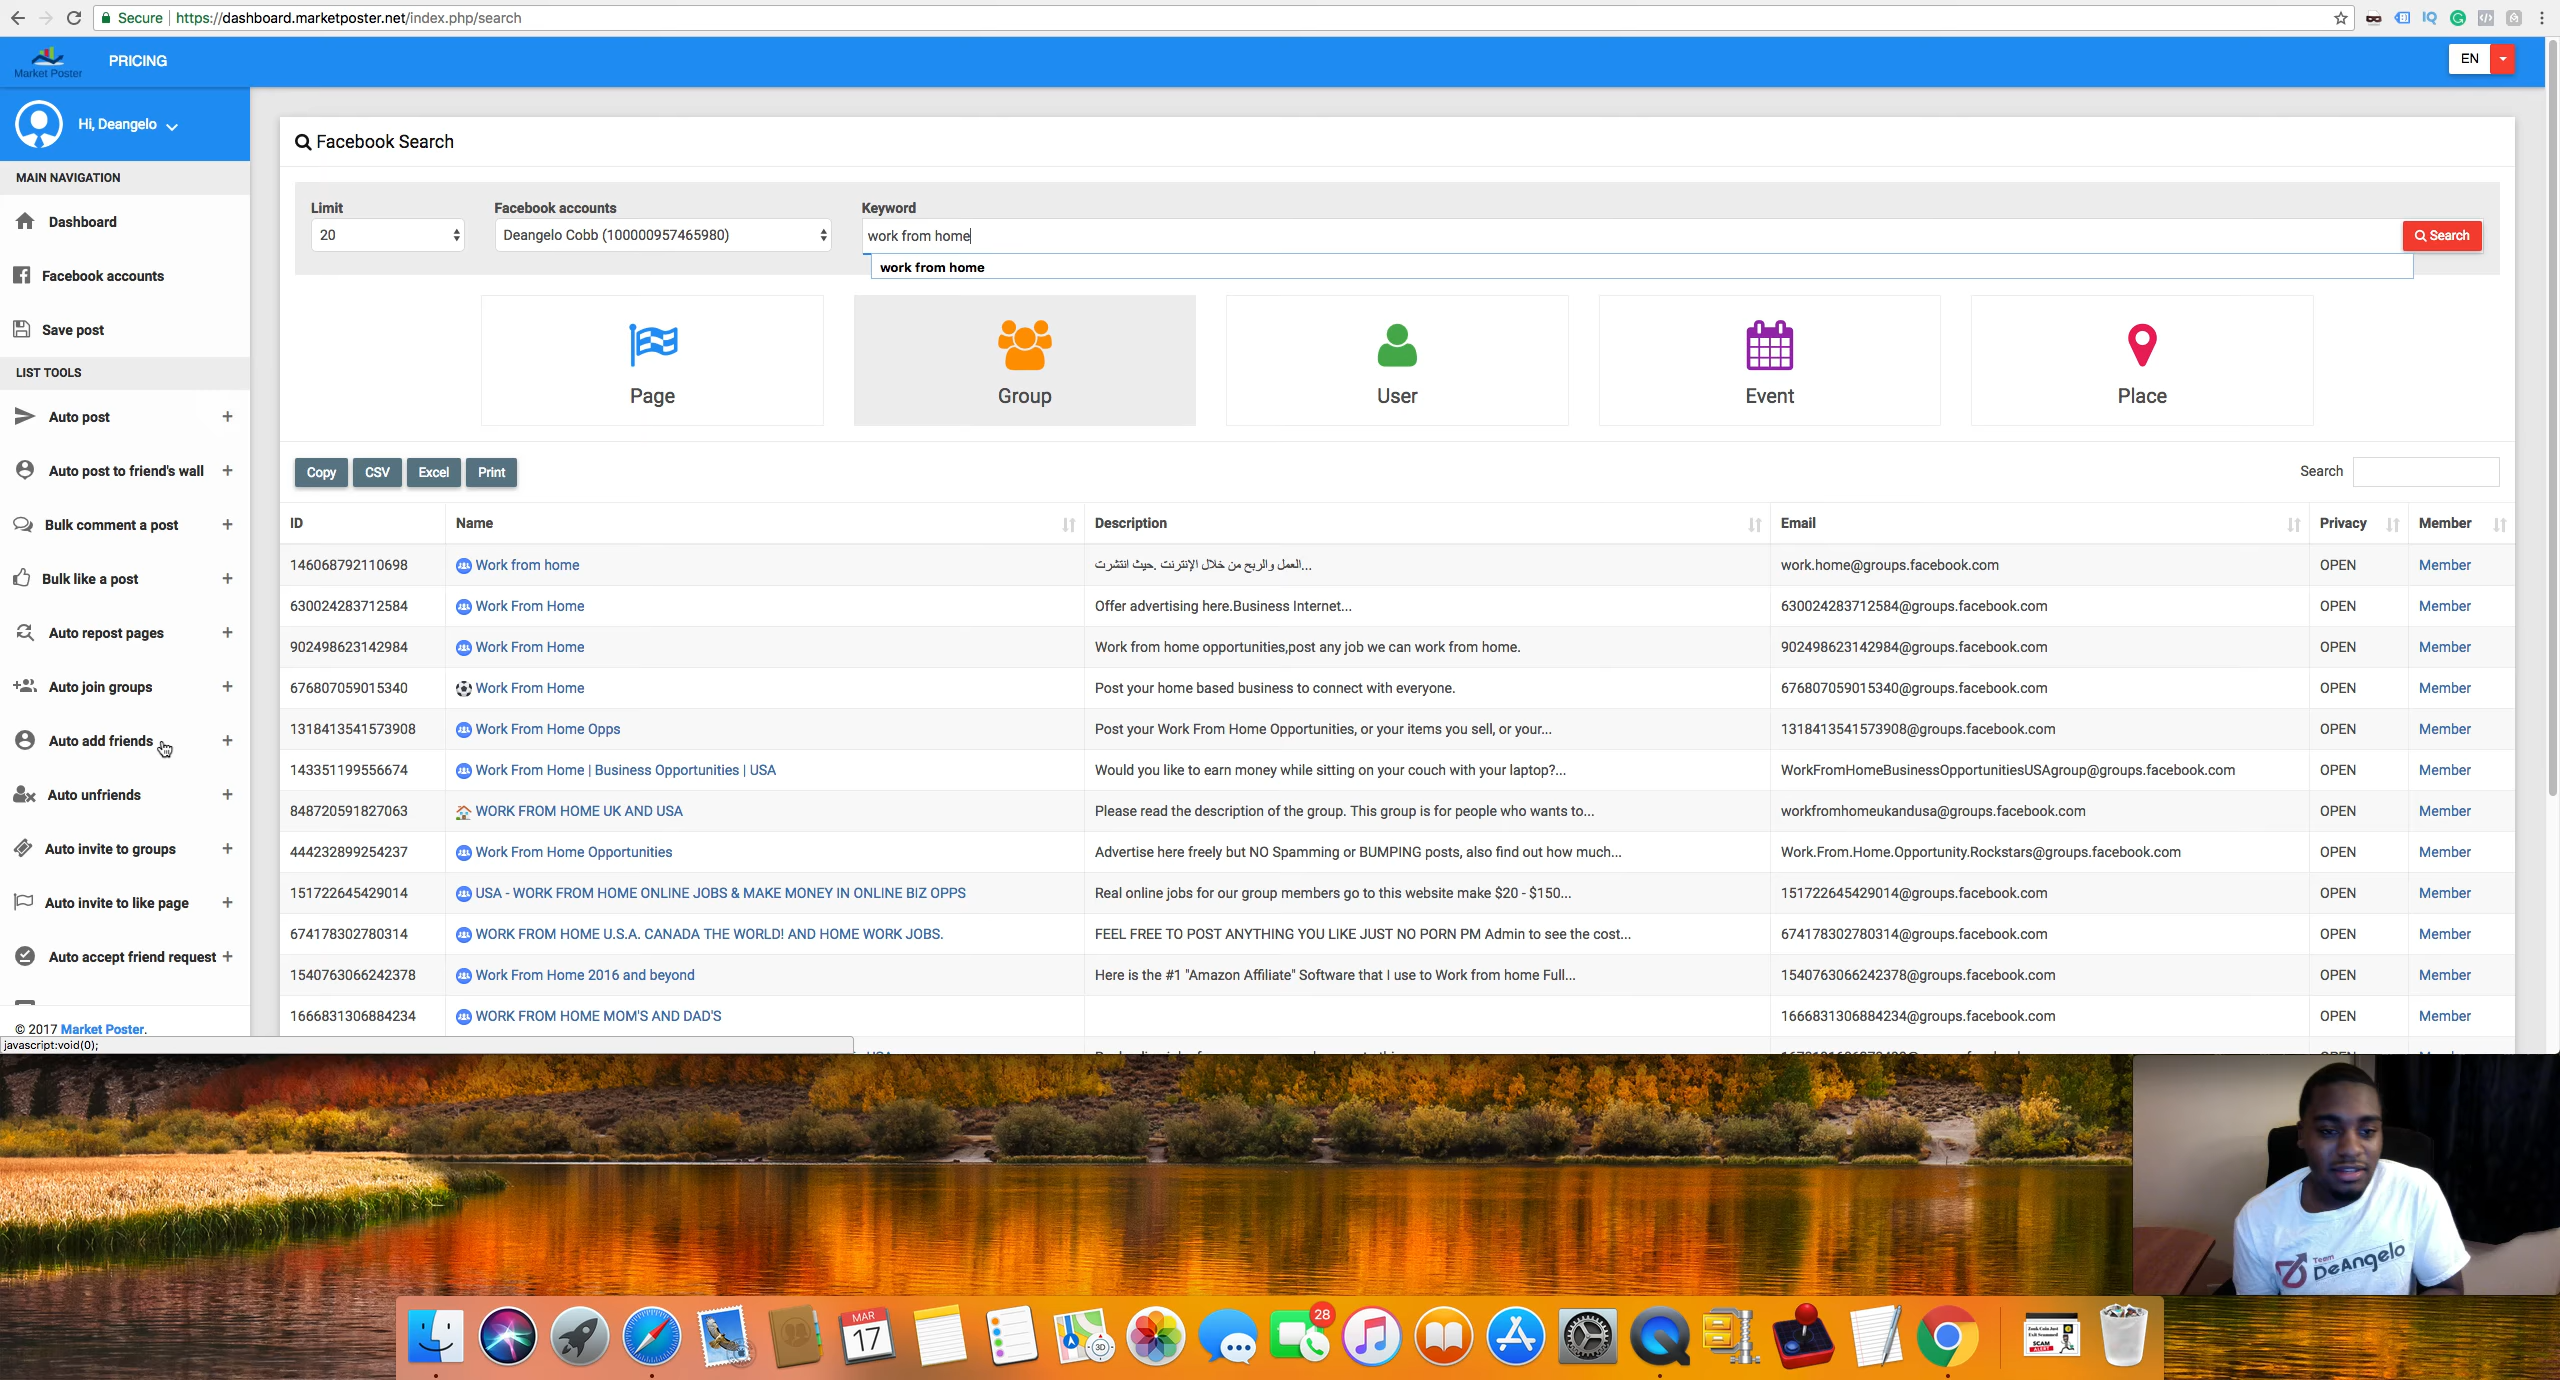 Secure https://dashboard.marketposter.net/index.php/search
Market Poster
PRICING
EN
Hi, Deangelo
MAIN NAVIGATION
Dashboard
Facebook accounts
Save post
LIST TOOLS
Auto post +
Auto post to friend's wall +
Bulk comment a post +
Bulk like a post +
Auto repost pages +
Auto join groups +
Auto add friends +
Auto unfriends +
Auto invite to groups +
Auto invite to like page +
Auto accept friend request +
© 2017 Market Poster.
javascript:void(0);
Facebook Search
Limit Facebook accounts Keyword
20 Deangelo Cobb (100000957465980) work from home Search
work from home
Page Group User Event Place
Copy CSV Excel Print Search
ID Name Description Email Privacy Member
146068792110698 Work from home العمل والربح من خلال الإنترنت .حيث انتشرت... work.home@groups.facebook.com OPEN Member
630024283712584 Work From Home Offer advertising here.Business Internet... 630024283712584@groups.facebook.com OPEN Member
902498623142984 Work From Home Work from home opportunities,post any job we can work from home. 902498623142984@groups.facebook.com OPEN Member
676807059015340 Work From Home Post your home based business to connect with everyone. 676807059015340@groups.facebook.com OPEN Member
1318413541573908 Work From Home Opps Post your Work From Home Opportunities, or your items you sell, or your... 1318413541573908@groups.facebook.com OPEN Member
143351199556674 Work From Home | Business Opportunities | USA Would you like to earn money while sitting on your couch with your laptop?... WorkFromHomeBusinessOpportunitiesUSAgroup@groups.facebook.com OPEN Member
848720591827063 WORK FROM HOME UK AND USA Please read the description of the group. This group is for people who wants to... workfromhomeukandusa@groups.facebook.com OPEN Member
444232899254237 Work From Home Opportunities Advertise here freely but NO Spamming or BUMPING posts, also find out how much... Work.From.Home.Opportunity.Rockstars@groups.facebook.com OPEN Member
151722645429014 USA - WORK FROM HOME ONLINE JOBS & MAKE MONEY IN ONLINE BIZ OPPS Real online jobs for our group members go to this website make $20 - $150... 151722645429014@groups.facebook.com OPEN Member
674178302780314 WORK FROM HOME U.S.A. CANADA THE WORLD! AND HOME WORK JOBS. FEEL FREE TO POST ANYTHING YOU LIKE JUST NO PORN PM Admin to see the cost... 674178302780314@groups.facebook.com OPEN Member
1540763066242378 Work From Home 2016 and beyond Here is the #1 "Amazon Affiliate" Software that I use to Work from home Full... 1540763066242378@groups.facebook.com OPEN Member
1666831306884234 WORK FROM HOME MOM'S AND DAD'S 1666831306884234@groups.facebook.com OPEN Member
Team
DeAngelo
MAR
17
3D
28
SCAM
ALERT